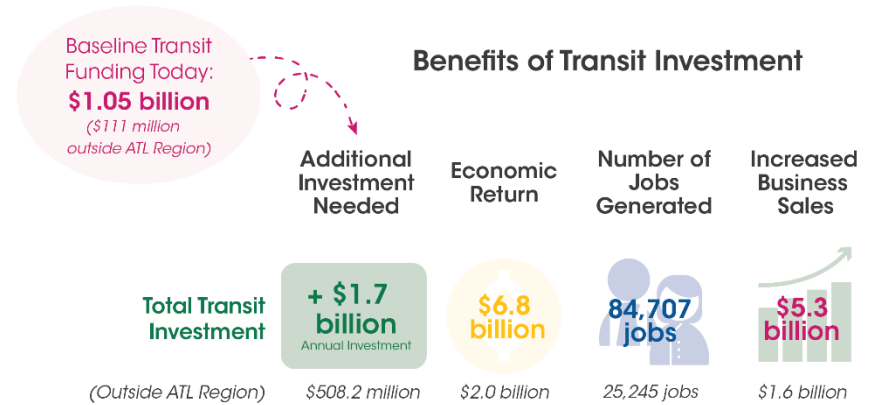 Baseline Transit
Funding Today:
$1.05 billion
($111 million
outside ATL Region)
Benefits of Transit Investment
Additional
Investment
Needed
Economic
Return
Number of
Jobs
Generated
Increased
Business
Sales
Total Transit
Investment
+ $1.7
billion
Annual Investment
$6.8
billion
84,707
jobs
$5.3
billion
(Outside ATL Region)
$508.2 million
$2.0 billion
25,245 jobs
$1.6 billion